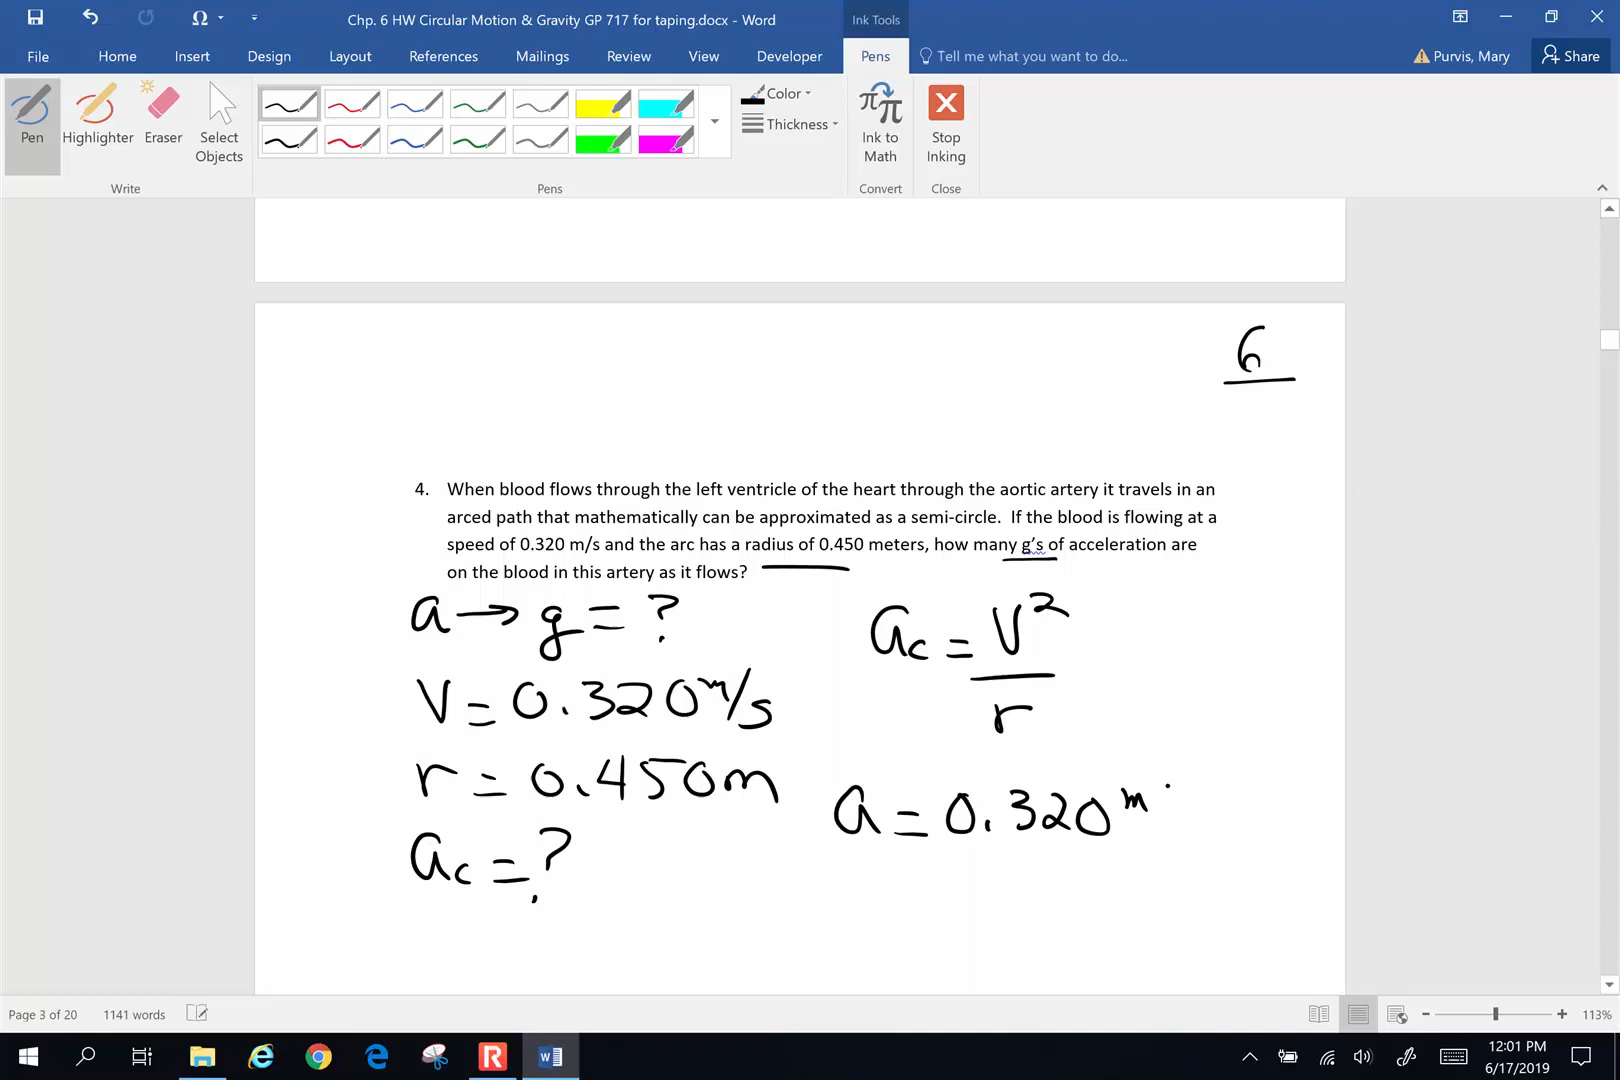 Chp. 6 HW Circular Motion & Gravity GP 717 for taping.docx - Word
Ink Tools
File
Home
Insert
Design
Layout
References
Mailings
Review
View
Developer
Pens
Tell me what you want to do...
Purvis, Mary
Share
Pen
Highlighter
Eraser
Select Objects
Color
Thickness
Ink to Math
Stop Inking
Write
Pens
Convert
Close
6
4. When blood flows through the left ventricle of the heart through the aortic artery it travels in an
arced path that mathematically can be approximated as a semi-circle. If the blood is flowing at a
speed of 0.320 m/s and the arc has a radius of 0.450 meters, how many g's of acceleration are
on the blood in this artery as it flows?
a → g = ?
v = 0.320 m/s
r = 0.450 m
ac = ?
ac = v²/r
a = 0.320 m
Page 3 of 20
1141 words
113%
12:01 PM
6/17/2019